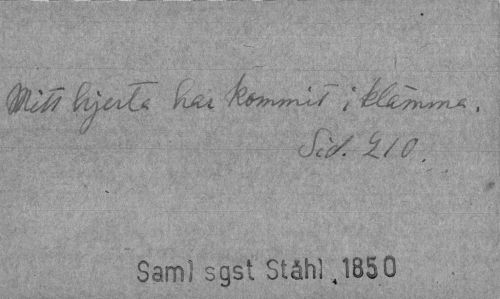 Mitt hjerta har kommit i klämma.
Sid. 210.
Saml sgst Ståhl 1850